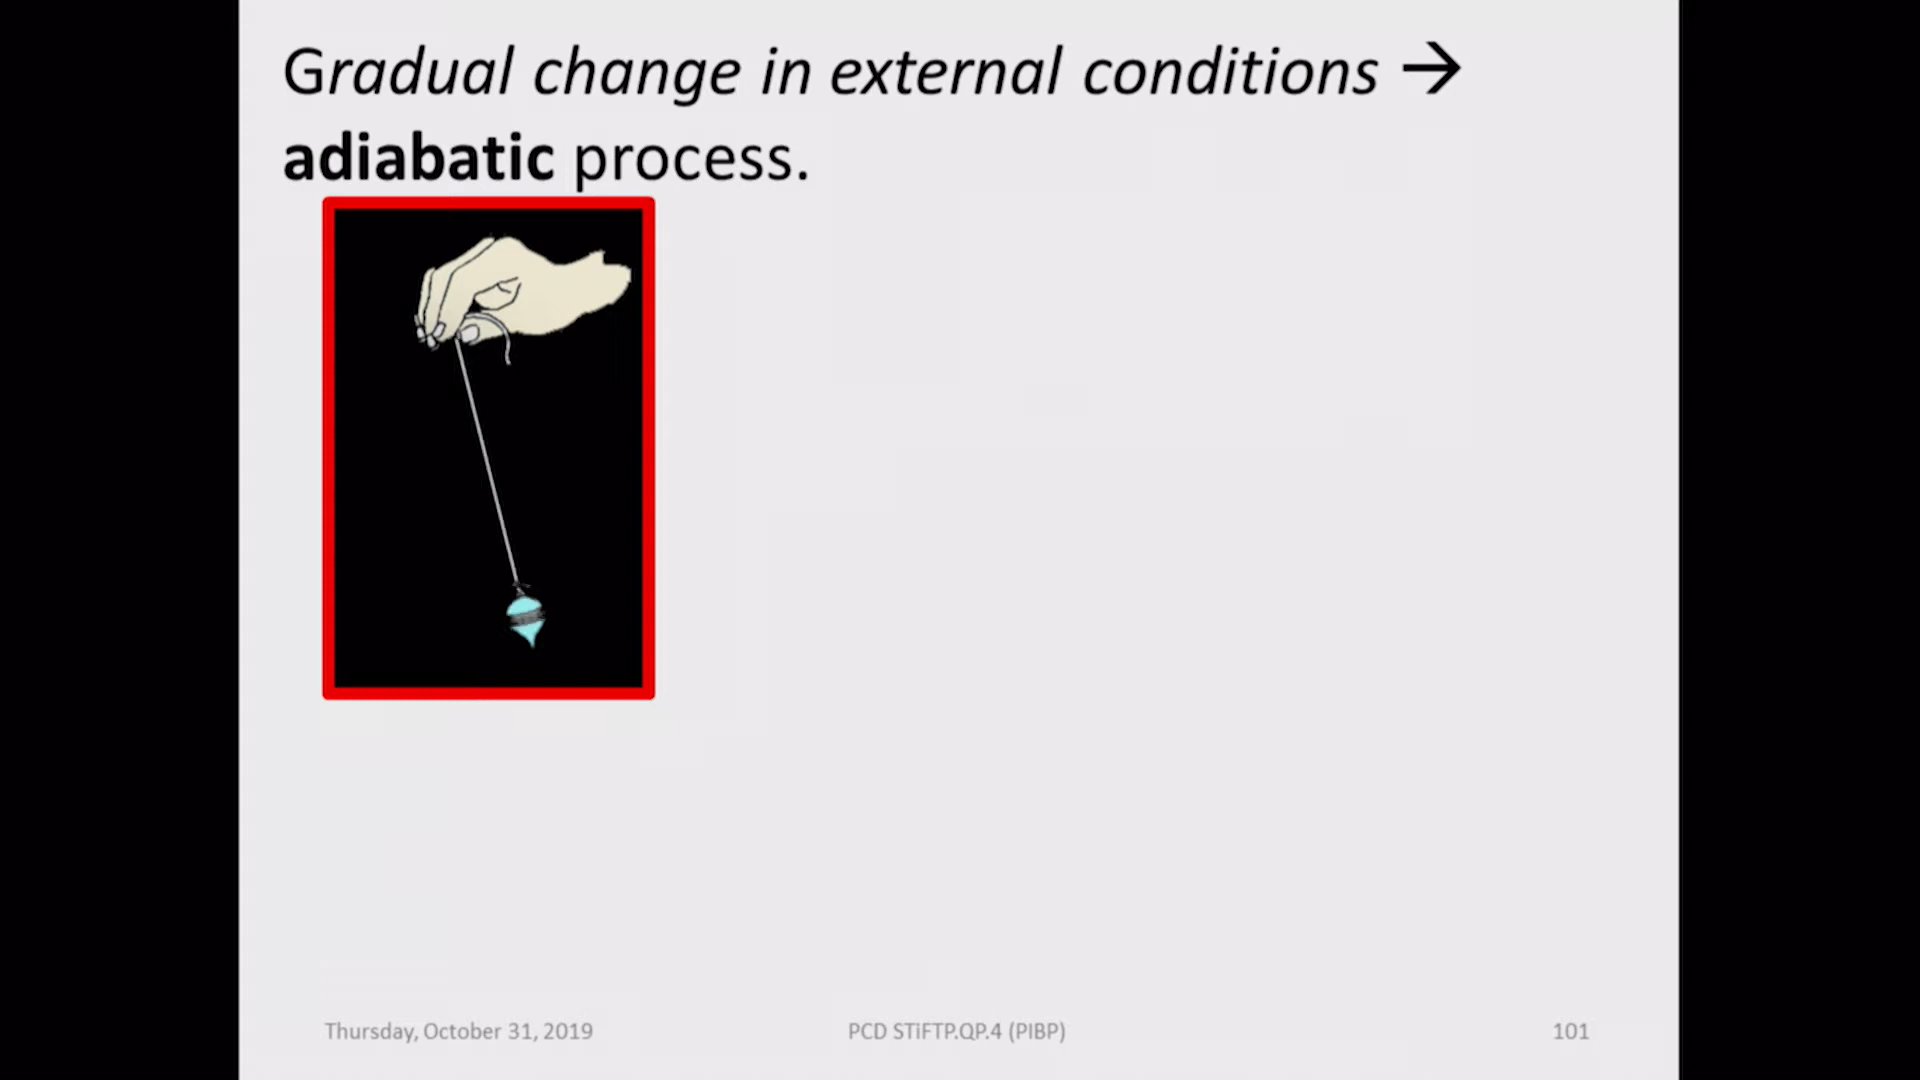 Gradual change in external conditions →
adiabatic process.
Thursday, October 31, 2019
PCD STiFTP.QP.4 (PIBP)
101